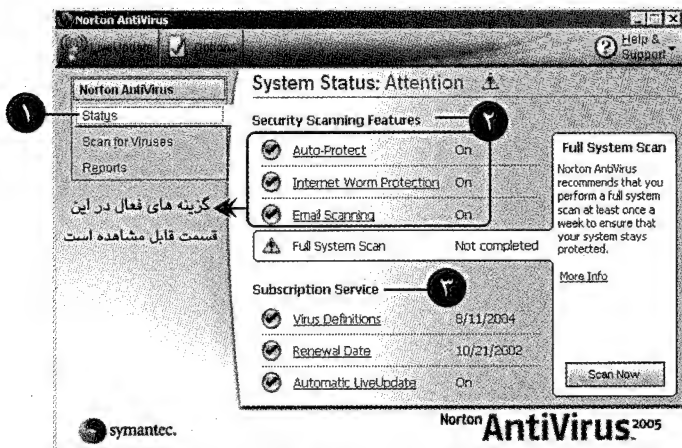 Norton AntiVirus
LiveUpdate
Options
Help &
Support
Norton AntiVirus
Status
Scan for Viruses
Reports
۱
System Status: Attention
Security Scanning Features
۲
Auto-Protect On
Internet Worm Protection On
Email Scanning On
Full System Scan Not completed
گزینه های فعال در این
قسمت قابل مشاهده است
Subscription Service
۳
Virus Definitions 8/11/2004
Renewal Date 10/21/2002
Automatic LiveUpdate On
Full System Scan
Norton AntiVirus
recommends that you
perform a full system
scan at least once a
week to ensure that
your system stays
protected.
More Info
Scan Now
symantec.
Norton AntiVirus 2005